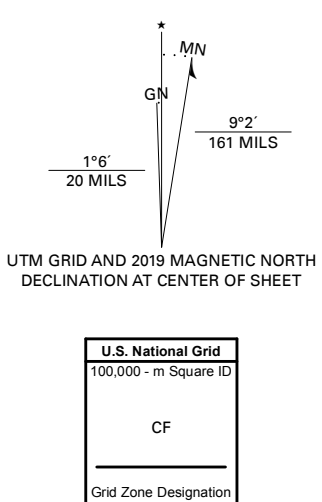 ★
MN
GN
9°2´
161 MILS
1°6´
20 MILS
UTM GRID AND 2019 MAGNETIC NORTH
DECLINATION AT CENTER OF SHEET
U.S. National Grid
100,000 - m Square ID
CF
Grid Zone Designation